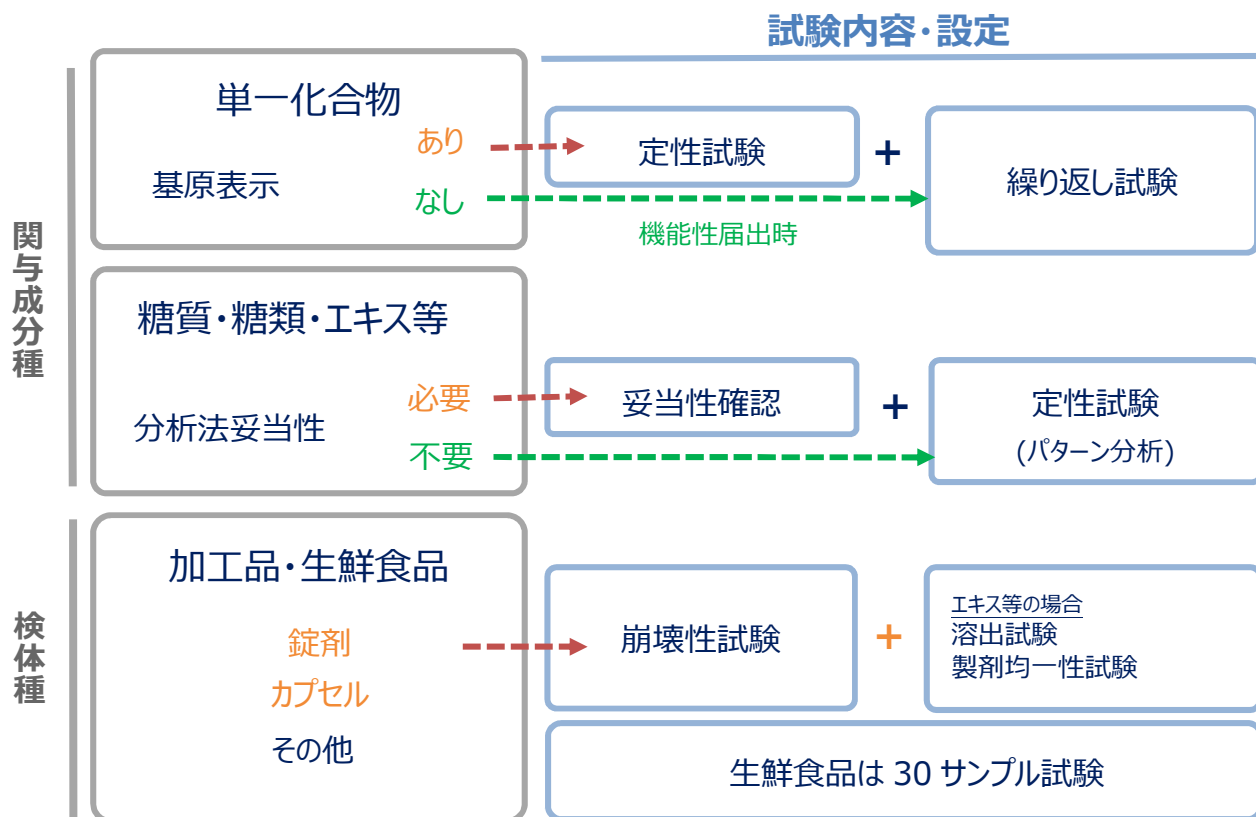 試験内容・設定
関与成分種
単一化合物
基原表示
あり
なし
定性試験
+
繰り返し試験
機能性届出時
糖質・糖類・エキス等
分析法妥当性
必要
不要
妥当性確認
+
定性試験
(パターン分析)
検体種
加工品・生鮮食品
錠剤
カプセル
その他
崩壊性試験
+
エキス等の場合
溶出試験
製剤均一性試験
生鮮食品は 30 サンプル試験